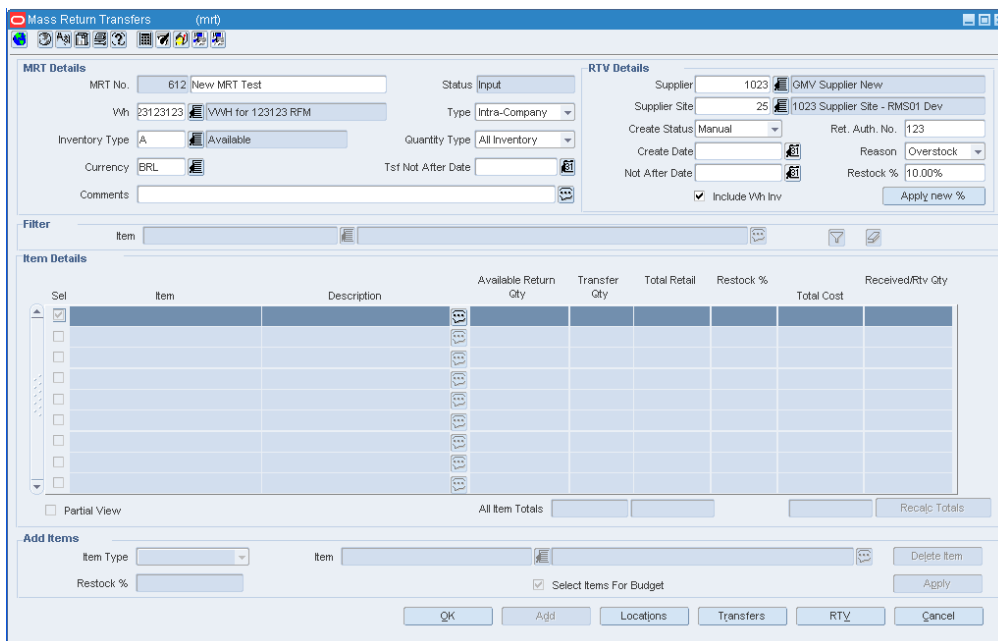 Mass Return Transfers (mrt)
MRT Details
MRT No. 612 New MRT Test Status Input
Wh 23123123 VWH for 123123 RFM Type Intra-Company
Inventory Type A Available Quantity Type All Inventory
Currency BRL Tsf Not After Date
Comments
RTV Details
Supplier 1023 GMV Supplier New
Supplier Site 25 1023 Supplier Site - RMS01 Dev
Create Status Manual Ret. Auth. No. 123
Create Date Reason Overstock
Not After Date Restock % 10.00%
Include Wh Inv Apply new %
Filter
Item
Item Details
Sel Item Description Available Return Qty Transfer Qty Total Retail Restock % Total Cost Received/Rtv Qty
Partial View All Item Totals Recalc Totals
Add Items
Item Type Item Delete Item
Restock % Select Items For Budget Apply
OK Add Locations Transfers RTV Cancel